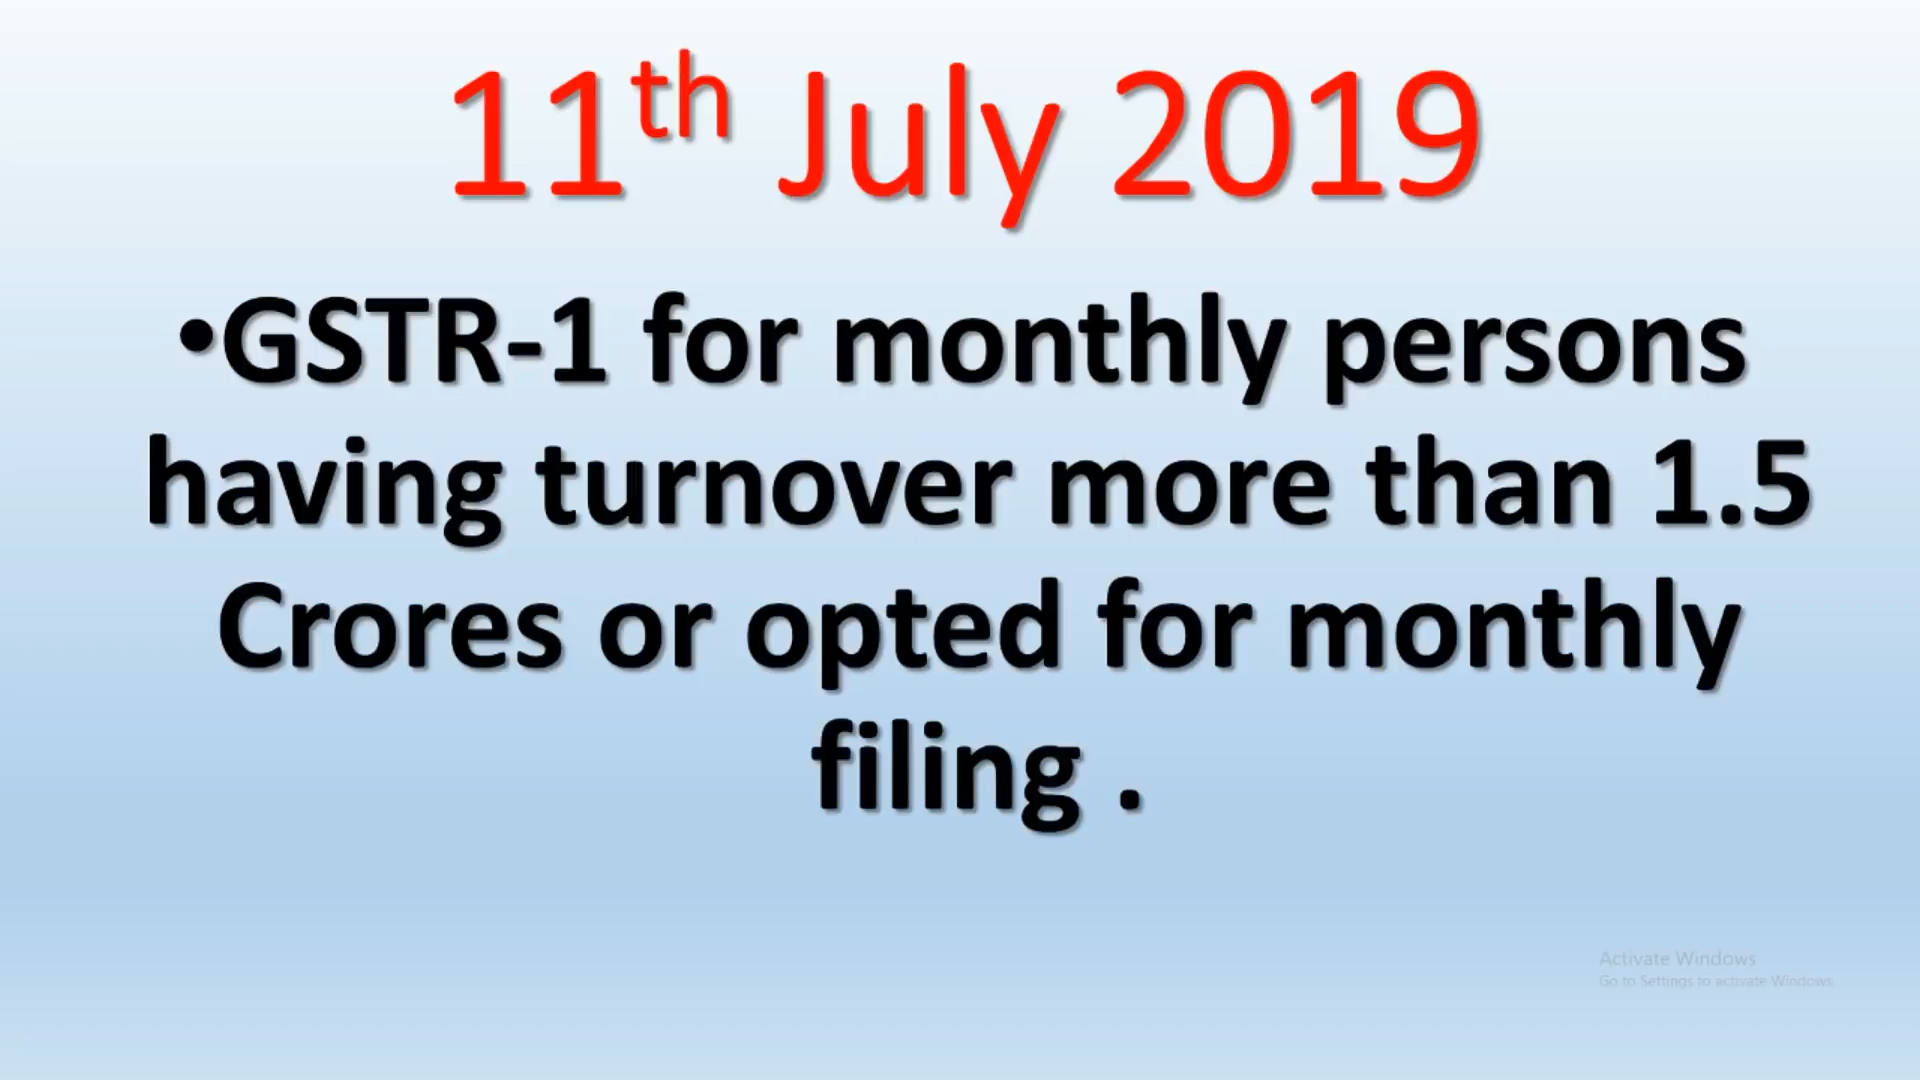 11th July 2019
•GSTR-1 for monthly persons
having turnover more than 1.5
Crores or opted for monthly
filing .
Activate Windows
Go to Settings to activate Windows